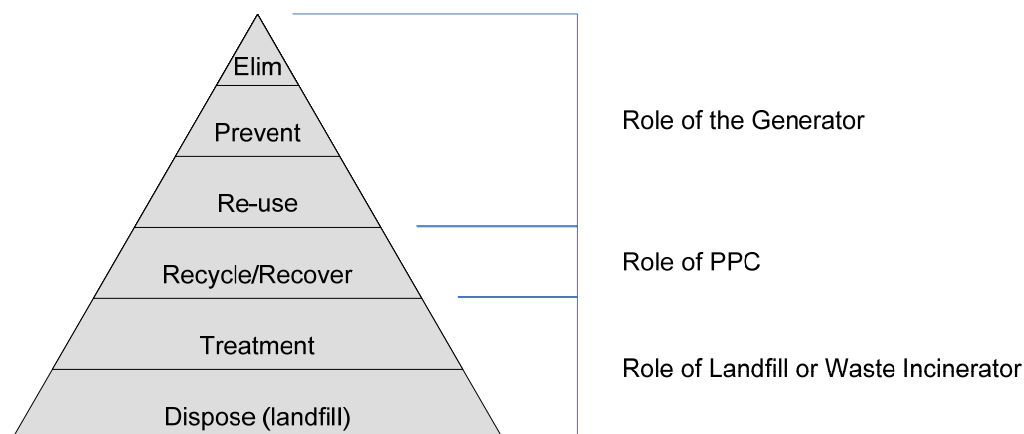 Elim
Prevent
Re-use
Recycle/Recover
Treatment
Dispose (landfill)
Role of the Generator
Role of PPC
Role of Landfill or Waste Incinerator